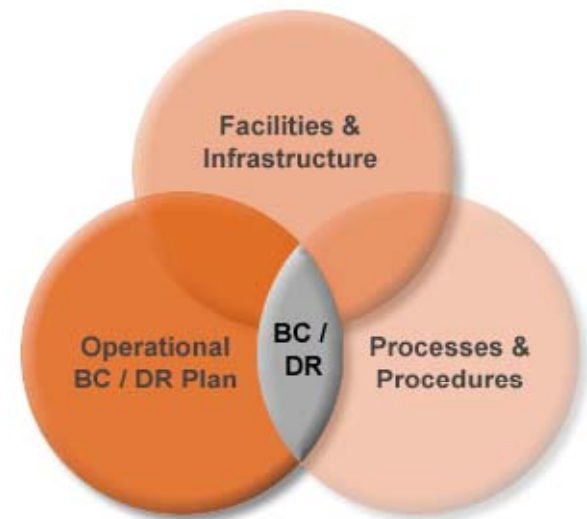 Facilities &
Infrastructure
Operational
BC / DR Plan
BC /
DR
Processes &
Procedures